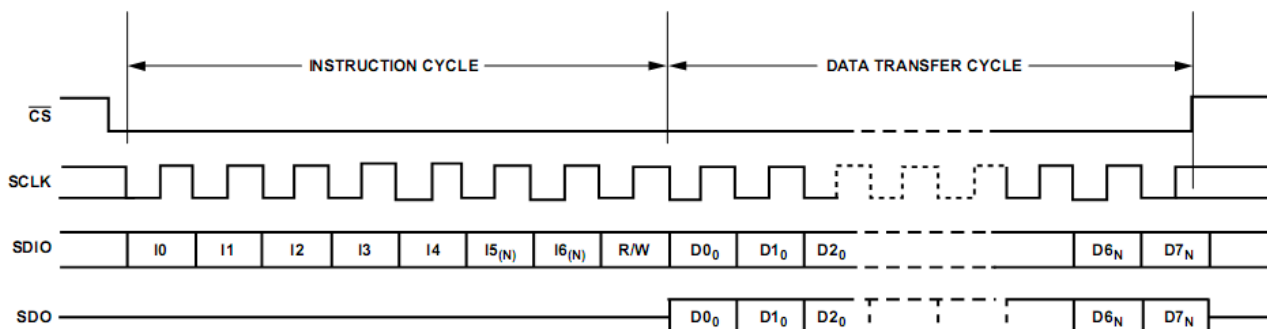 INSTRUCTION CYCLE DATA TRANSFER CYCLE
CS
SCLK
SDIO I0 I1 I2 I3 I4 I5(N) I6(N) R/W D00 D10 D20 D6N D7N
SDO D00 D10 D20 D6N D7N